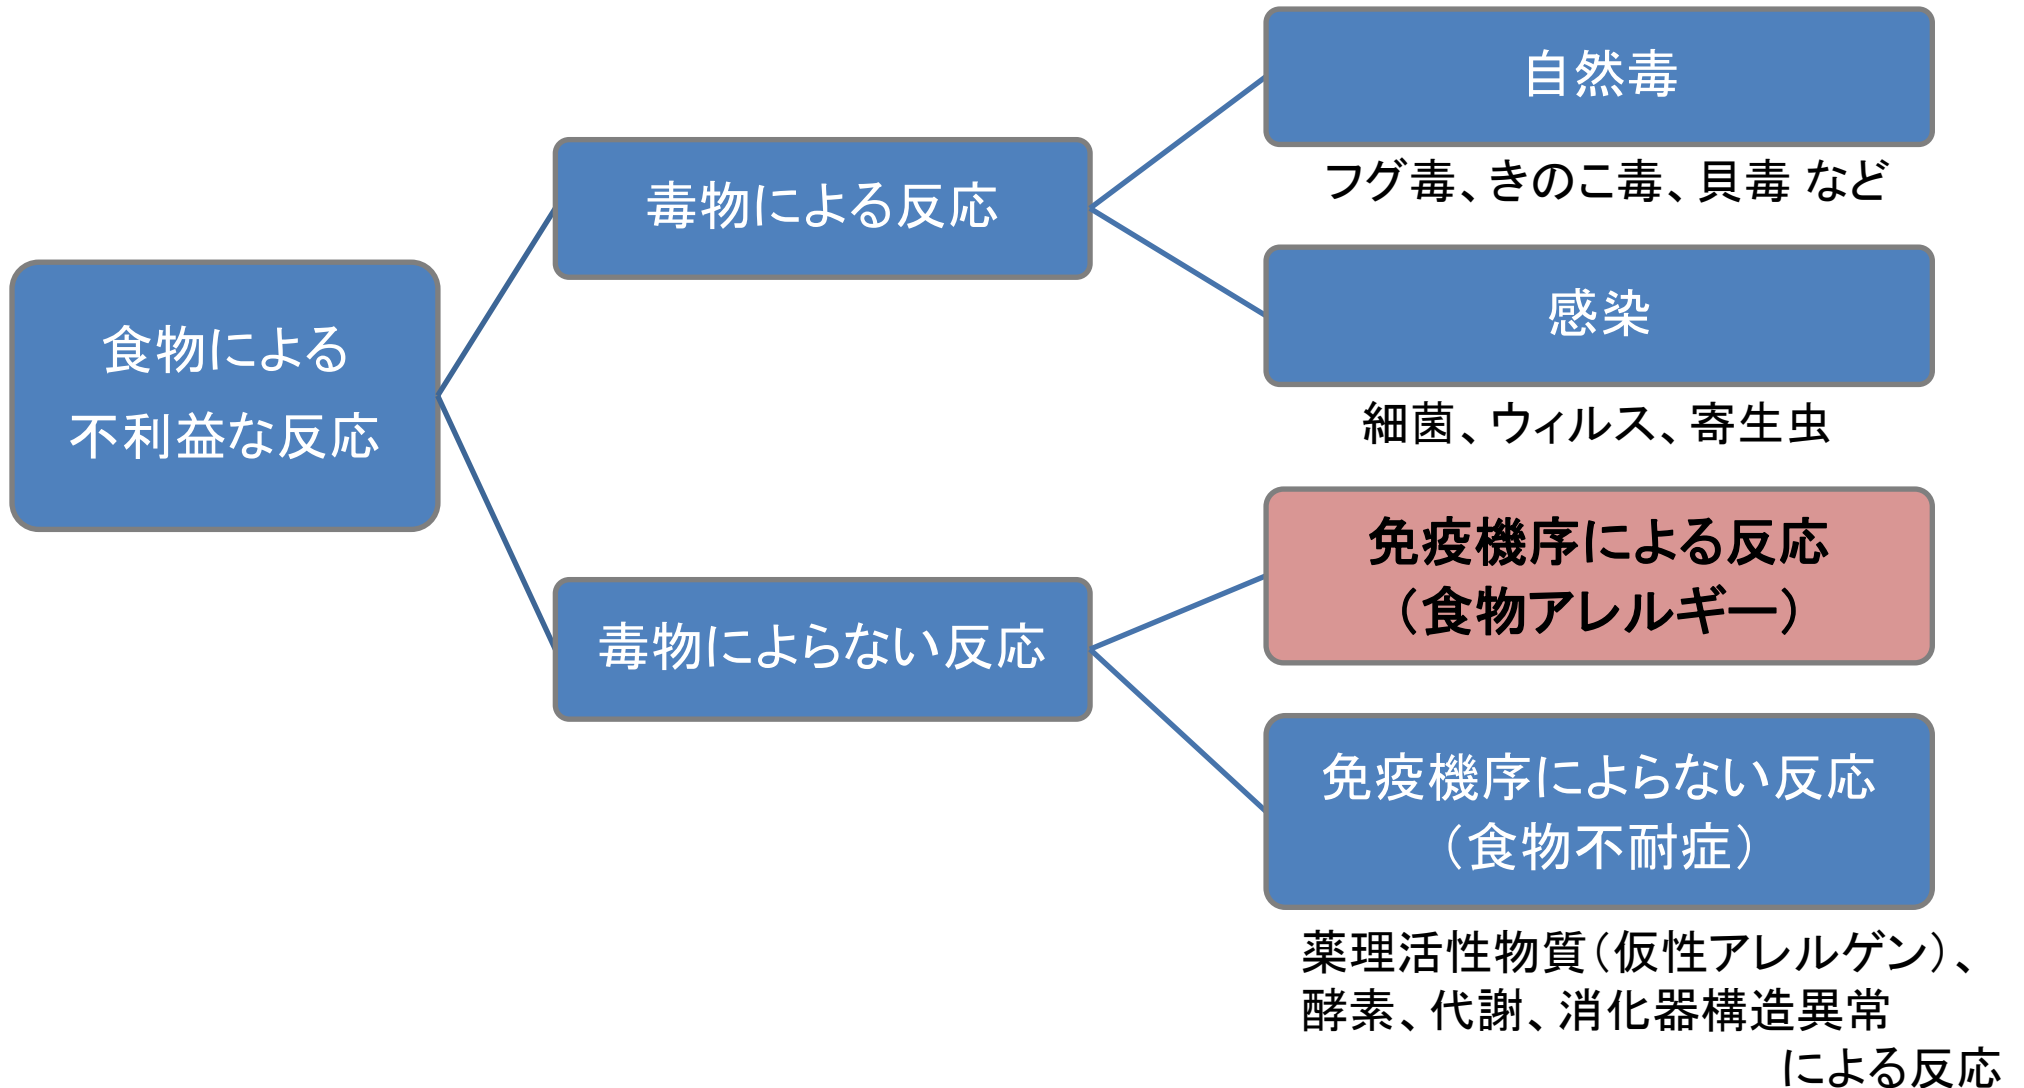 食物による
不利益な反応
毒物による反応
自然毒
フグ毒、きのこ毒、貝毒 など
感染
細菌、ウィルス、寄生虫
毒物によらない反応
免疫機序による反応
（食物アレルギー）
免疫機序によらない反応
（食物不耐症）
薬理活性物質（仮性アレルゲン）、
酵素、代謝、消化器構造異常
による反応